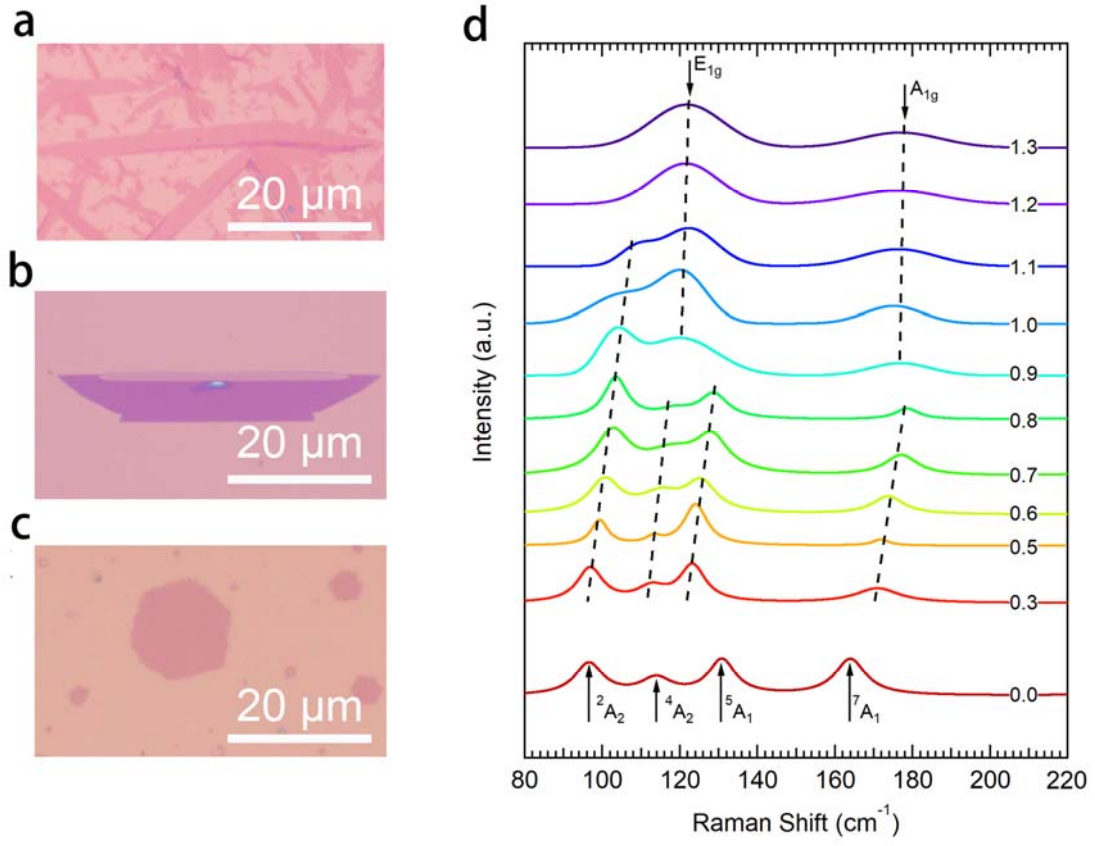 a
20 μm
b
20 μm
c
20 μm
d
E1g
A1g
1.3
1.2
1.1
1.0
0.9
0.8
0.7
0.6
0.5
0.3
0.0
²A₂
⁴A₂
⁵A₁
⁷A₁
Intensity (a.u.)
80 100 120 140 160 180 200 220
Raman Shift (cm⁻¹)